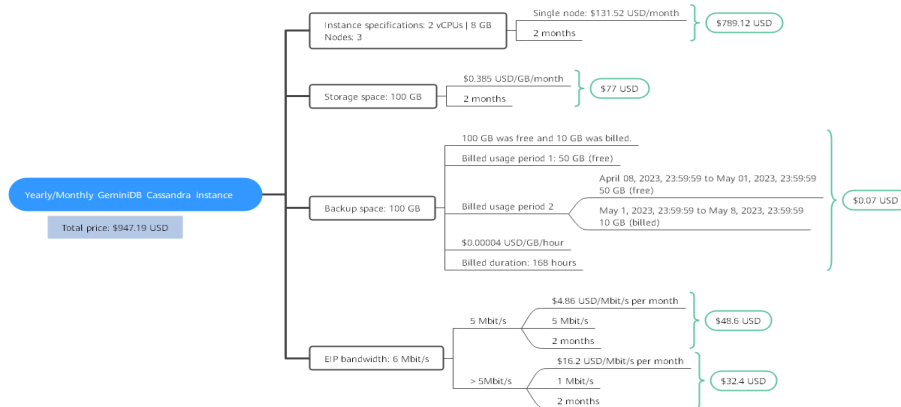 Yearly/Monthly GeminiDB Cassandra instance
Total price: $947.19 USD
Instance specifications: 2 vCPUs | 8 GB
Nodes: 3
Single node: $131.52 USD/month
2 months
$789.12 USD
Storage space: 100 GB
$0.385 USD/GB/month
2 months
$77 USD
Backup space: 100 GB
100 GB was free and 10 GB was billed.
Billed usage period 1: 50 GB (free)
Billed usage period 2
April 08, 2023, 23:59:59 to May 01, 2023, 23:59:59
50 GB (free)
May 1, 2023, 23:59:59 to May 8, 2023, 23:59:59
10 GB (billed)
$0.00004 USD/GB/hour
Billed duration: 168 hours
$0.07 USD
EIP bandwidth: 6 Mbit/s
5 Mbit/s
$4.86 USD/Mbit/s per month
5 Mbit/s
2 months
$48.6 USD
> 5Mbit/s
$16.2 USD/Mbit/s per month
1 Mbit/s
2 months
$32.4 USD